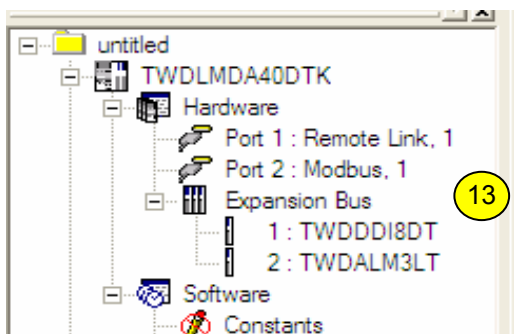 untitled
TWDLMDA40DTK
Hardware
Port 1 : Remote Link, 1
Port 2 : Modbus, 1
Expansion Bus
13
1 : TWDDDI8DT
2 : TWDALM3LT
Software
Constants